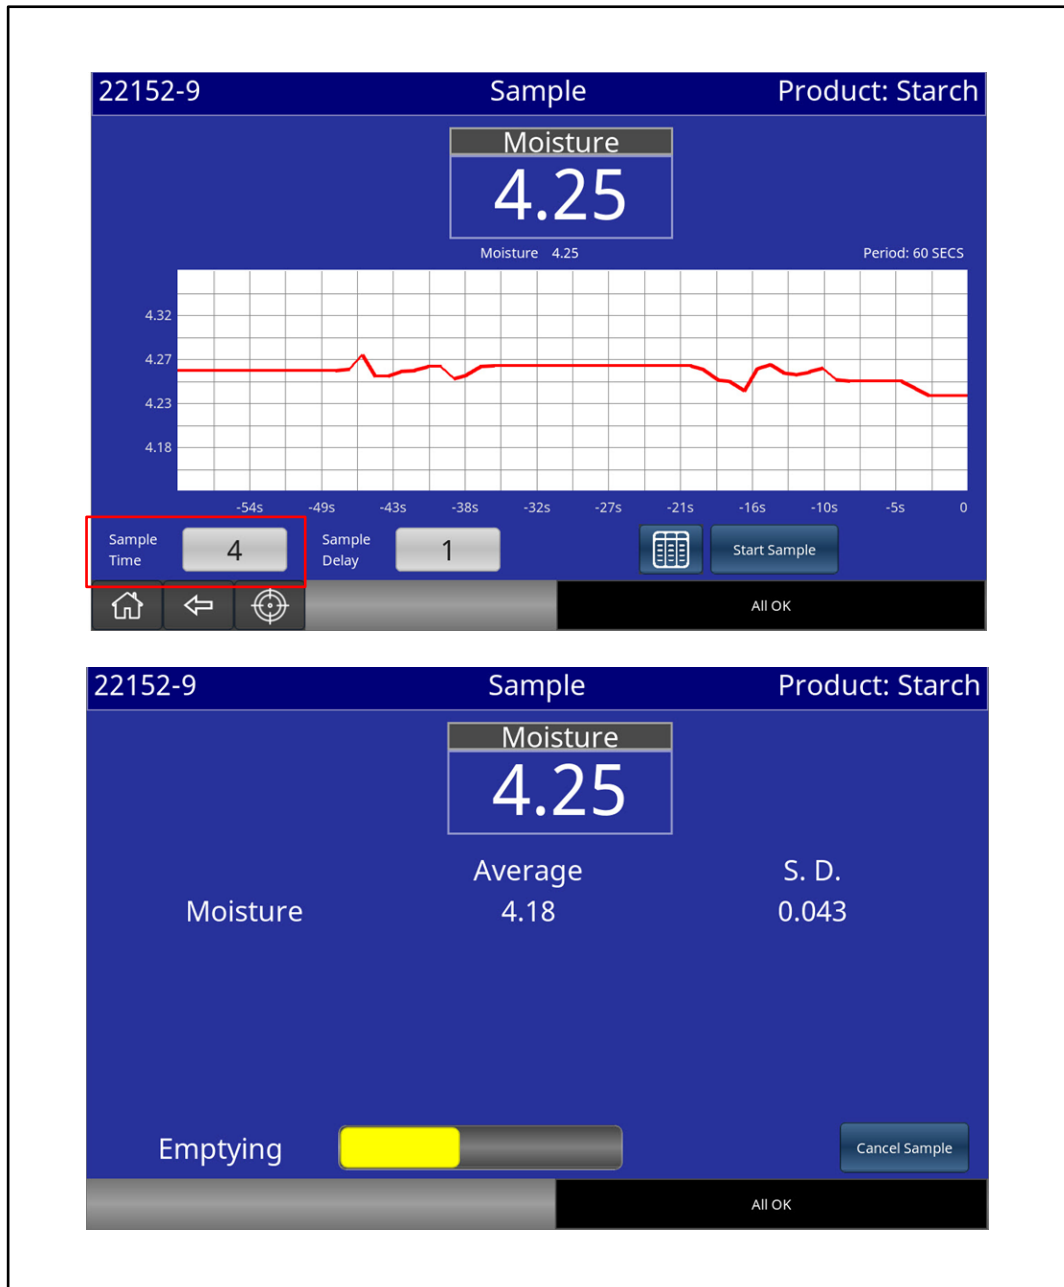 22152-9 Sample Product: Starch
Moisture
4.25
Moisture 4.25 Period: 60 SECS
4.32
4.27
4.23
4.18
-54s -49s -43s -38s -32s -27s -21s -16s -10s -5s 0
Sample Time 4 Sample Delay 1 Start Sample
All OK
22152-9 Sample Product: Starch
Moisture
4.25
Average S. D.
Moisture 4.18 0.043
Emptying Cancel Sample
All OK